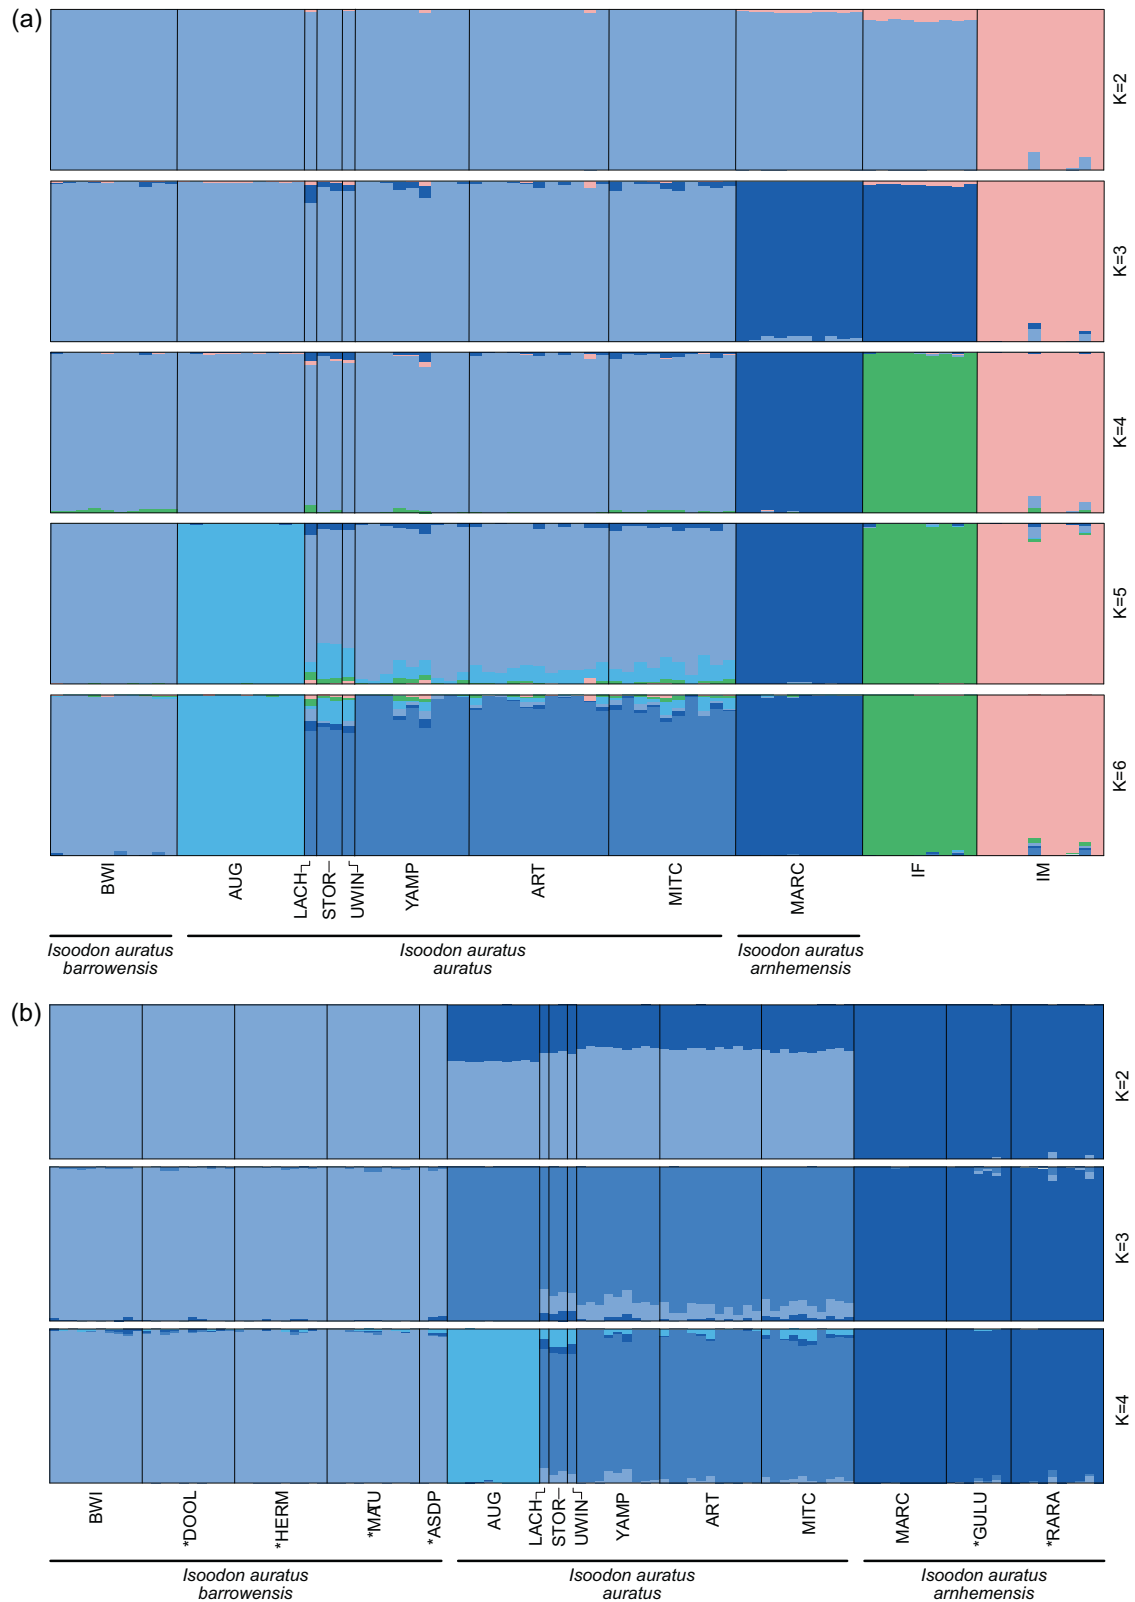 (a)
K=2
K=3
K=4
K=5
K=6
BWI
AUG
LACH
STOR
UWIN
YAMP
ART
MITC
MARC
IF
IM
Isoodon auratus
barrowensis
Isoodon auratus
auratus
Isoodon auratus
arnhemensis
(b)
K=2
K=3
K=4
BWI
*DOOL
*HERM
*MATU
*ASDP
AUG
LACH
STOR
UWIN
YAMP
ART
MITC
MARC
*GULU
*RARA
Isoodon auratus
barrowensis
Isoodon auratus
auratus
Isoodon auratus
arnhemensis